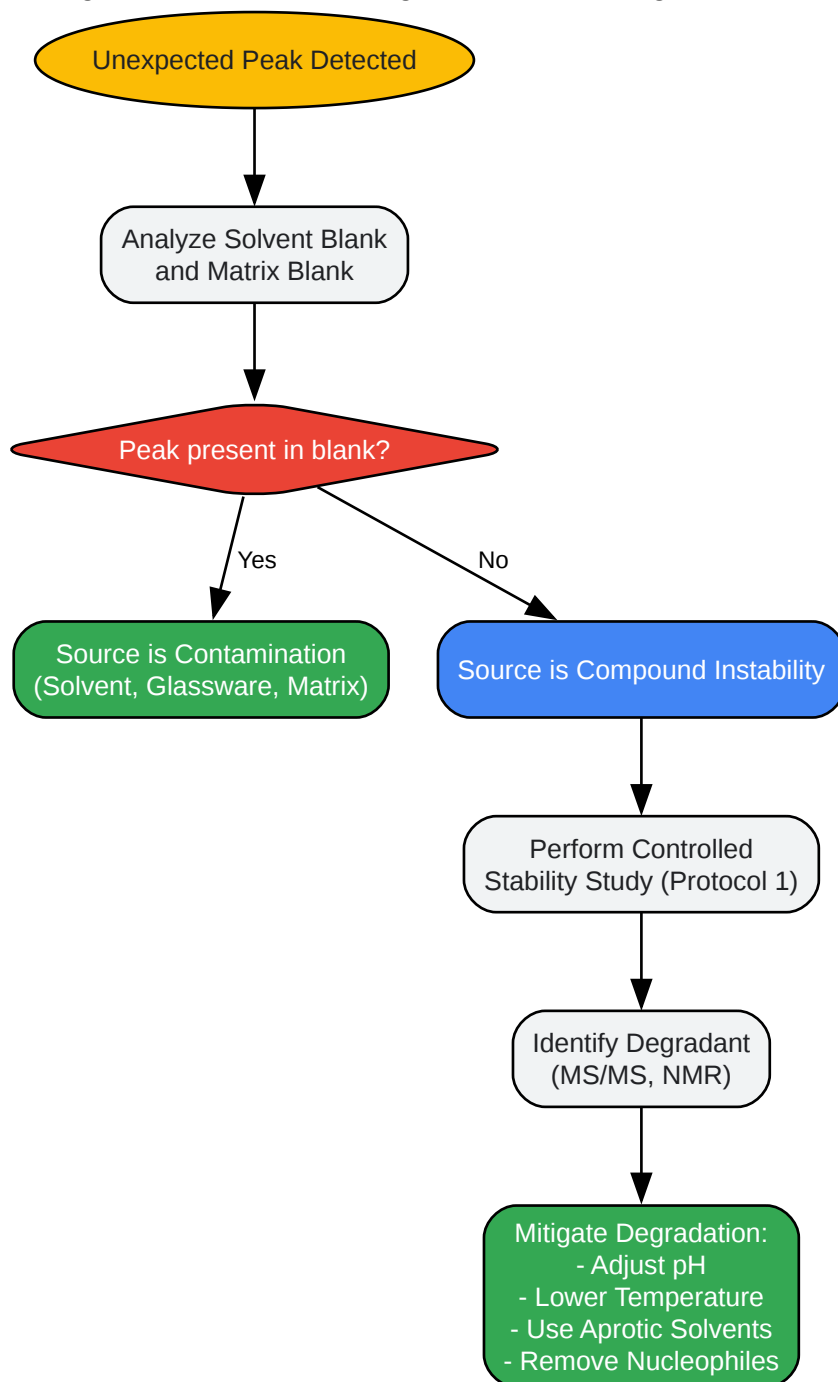 Unexpected Peak Detected
Analyze Solvent Blank
and Matrix Blank
Peak present in blank?
Yes
No
Source is Contamination
(Solvent, Glassware, Matrix)
Source is Compound Instability
Perform Controlled
Stability Study (Protocol 1)
Identify Degradant
(MS/MS, NMR)
Mitigate Degradation:
- Adjust pH
- Lower Temperature
- Use Aprotic Solvents
- Remove Nucleophiles